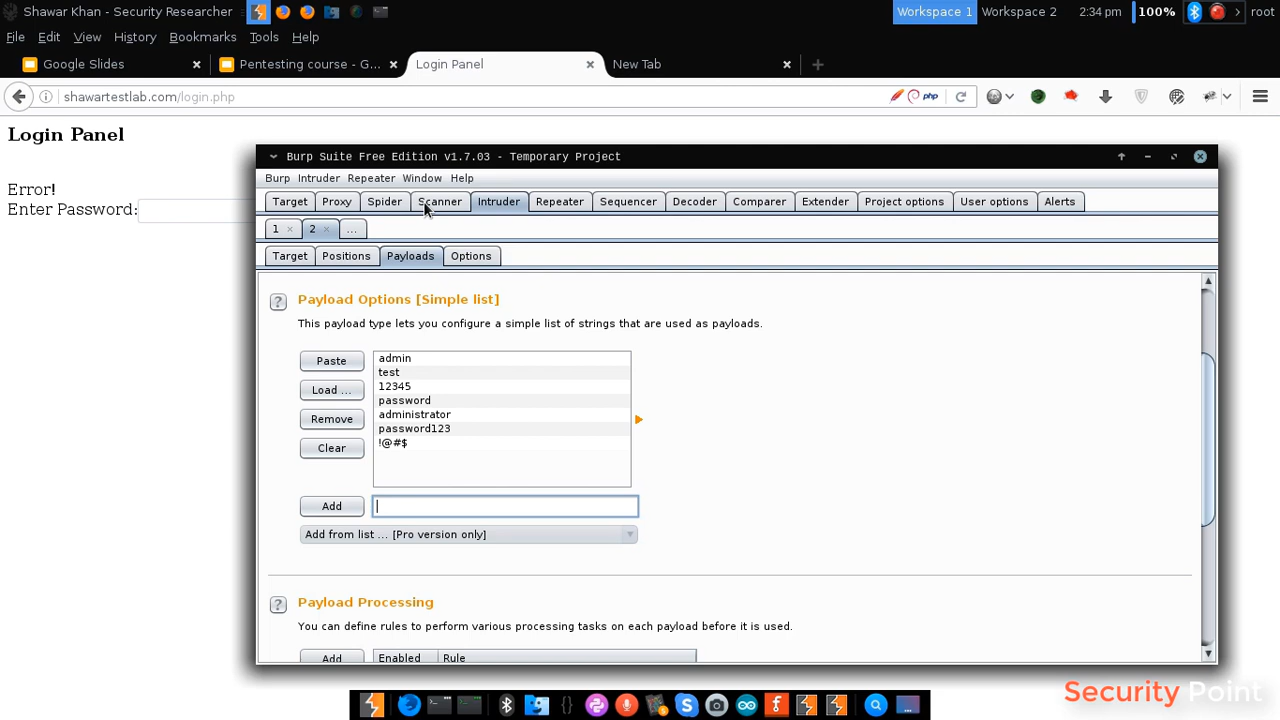 Shawar Khan - Security Researcher
Workspace 1 Workspace 2 2:34 pm 100% root
File Edit View History Bookmarks Tools Help
Google Slides Pentesting course - G... Login Panel New Tab
shawartestlab.com/login.php php
Login Panel
Error!
Enter Password:
Burp Suite Free Edition v1.7.03 - Temporary Project
Burp Intruder Repeater Window Help
Target Proxy Spider Scanner Intruder Repeater Sequencer Decoder Comparer Extender Project options User options Alerts
1 × 2 × ...
Target Positions Payloads Options
? Payload Options [Simple list]
This payload type lets you configure a simple list of strings that are used as payloads.
Paste admin
test
Load ... 12345
password
Remove administrator
password123
Clear !@#$
Add
Add from list ... [Pro version only]
? Payload Processing
You can define rules to perform various processing tasks on each payload before it is used.
Add Enabled Rule
Security Point